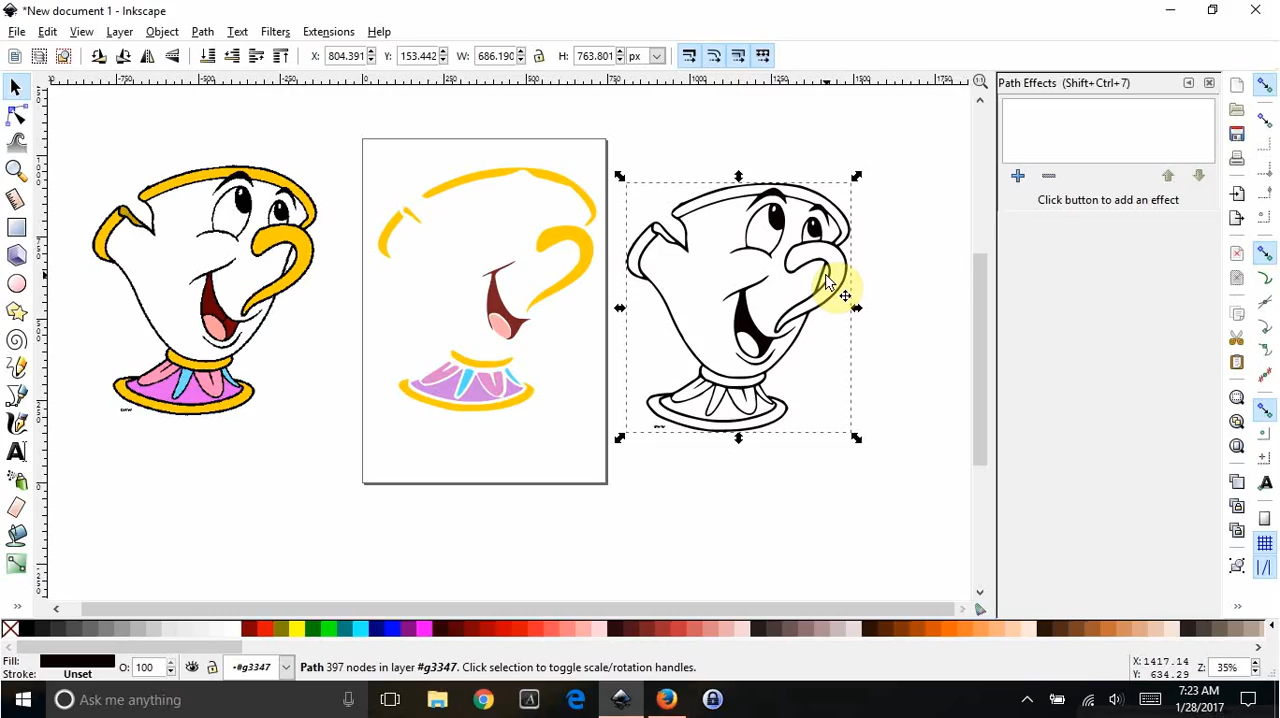 *New document 1 - Inkscape
File Edit View Layer Object Path Text Filters Extensions Help
X: 804.391 Y: 153.442 W: 686.190 H: 763.801 px
Path Effects (Shift+Ctrl+7)
Click button to add an effect
Fill:
Stroke: Unset
O: 100
•#g3347
Path 397 nodes in layer #g3347. Click selection to toggle scale/rotation handles.
X: 1417.14
Y: 634.29
Z: 35%
Ask me anything
7:23 AM
1/28/2017